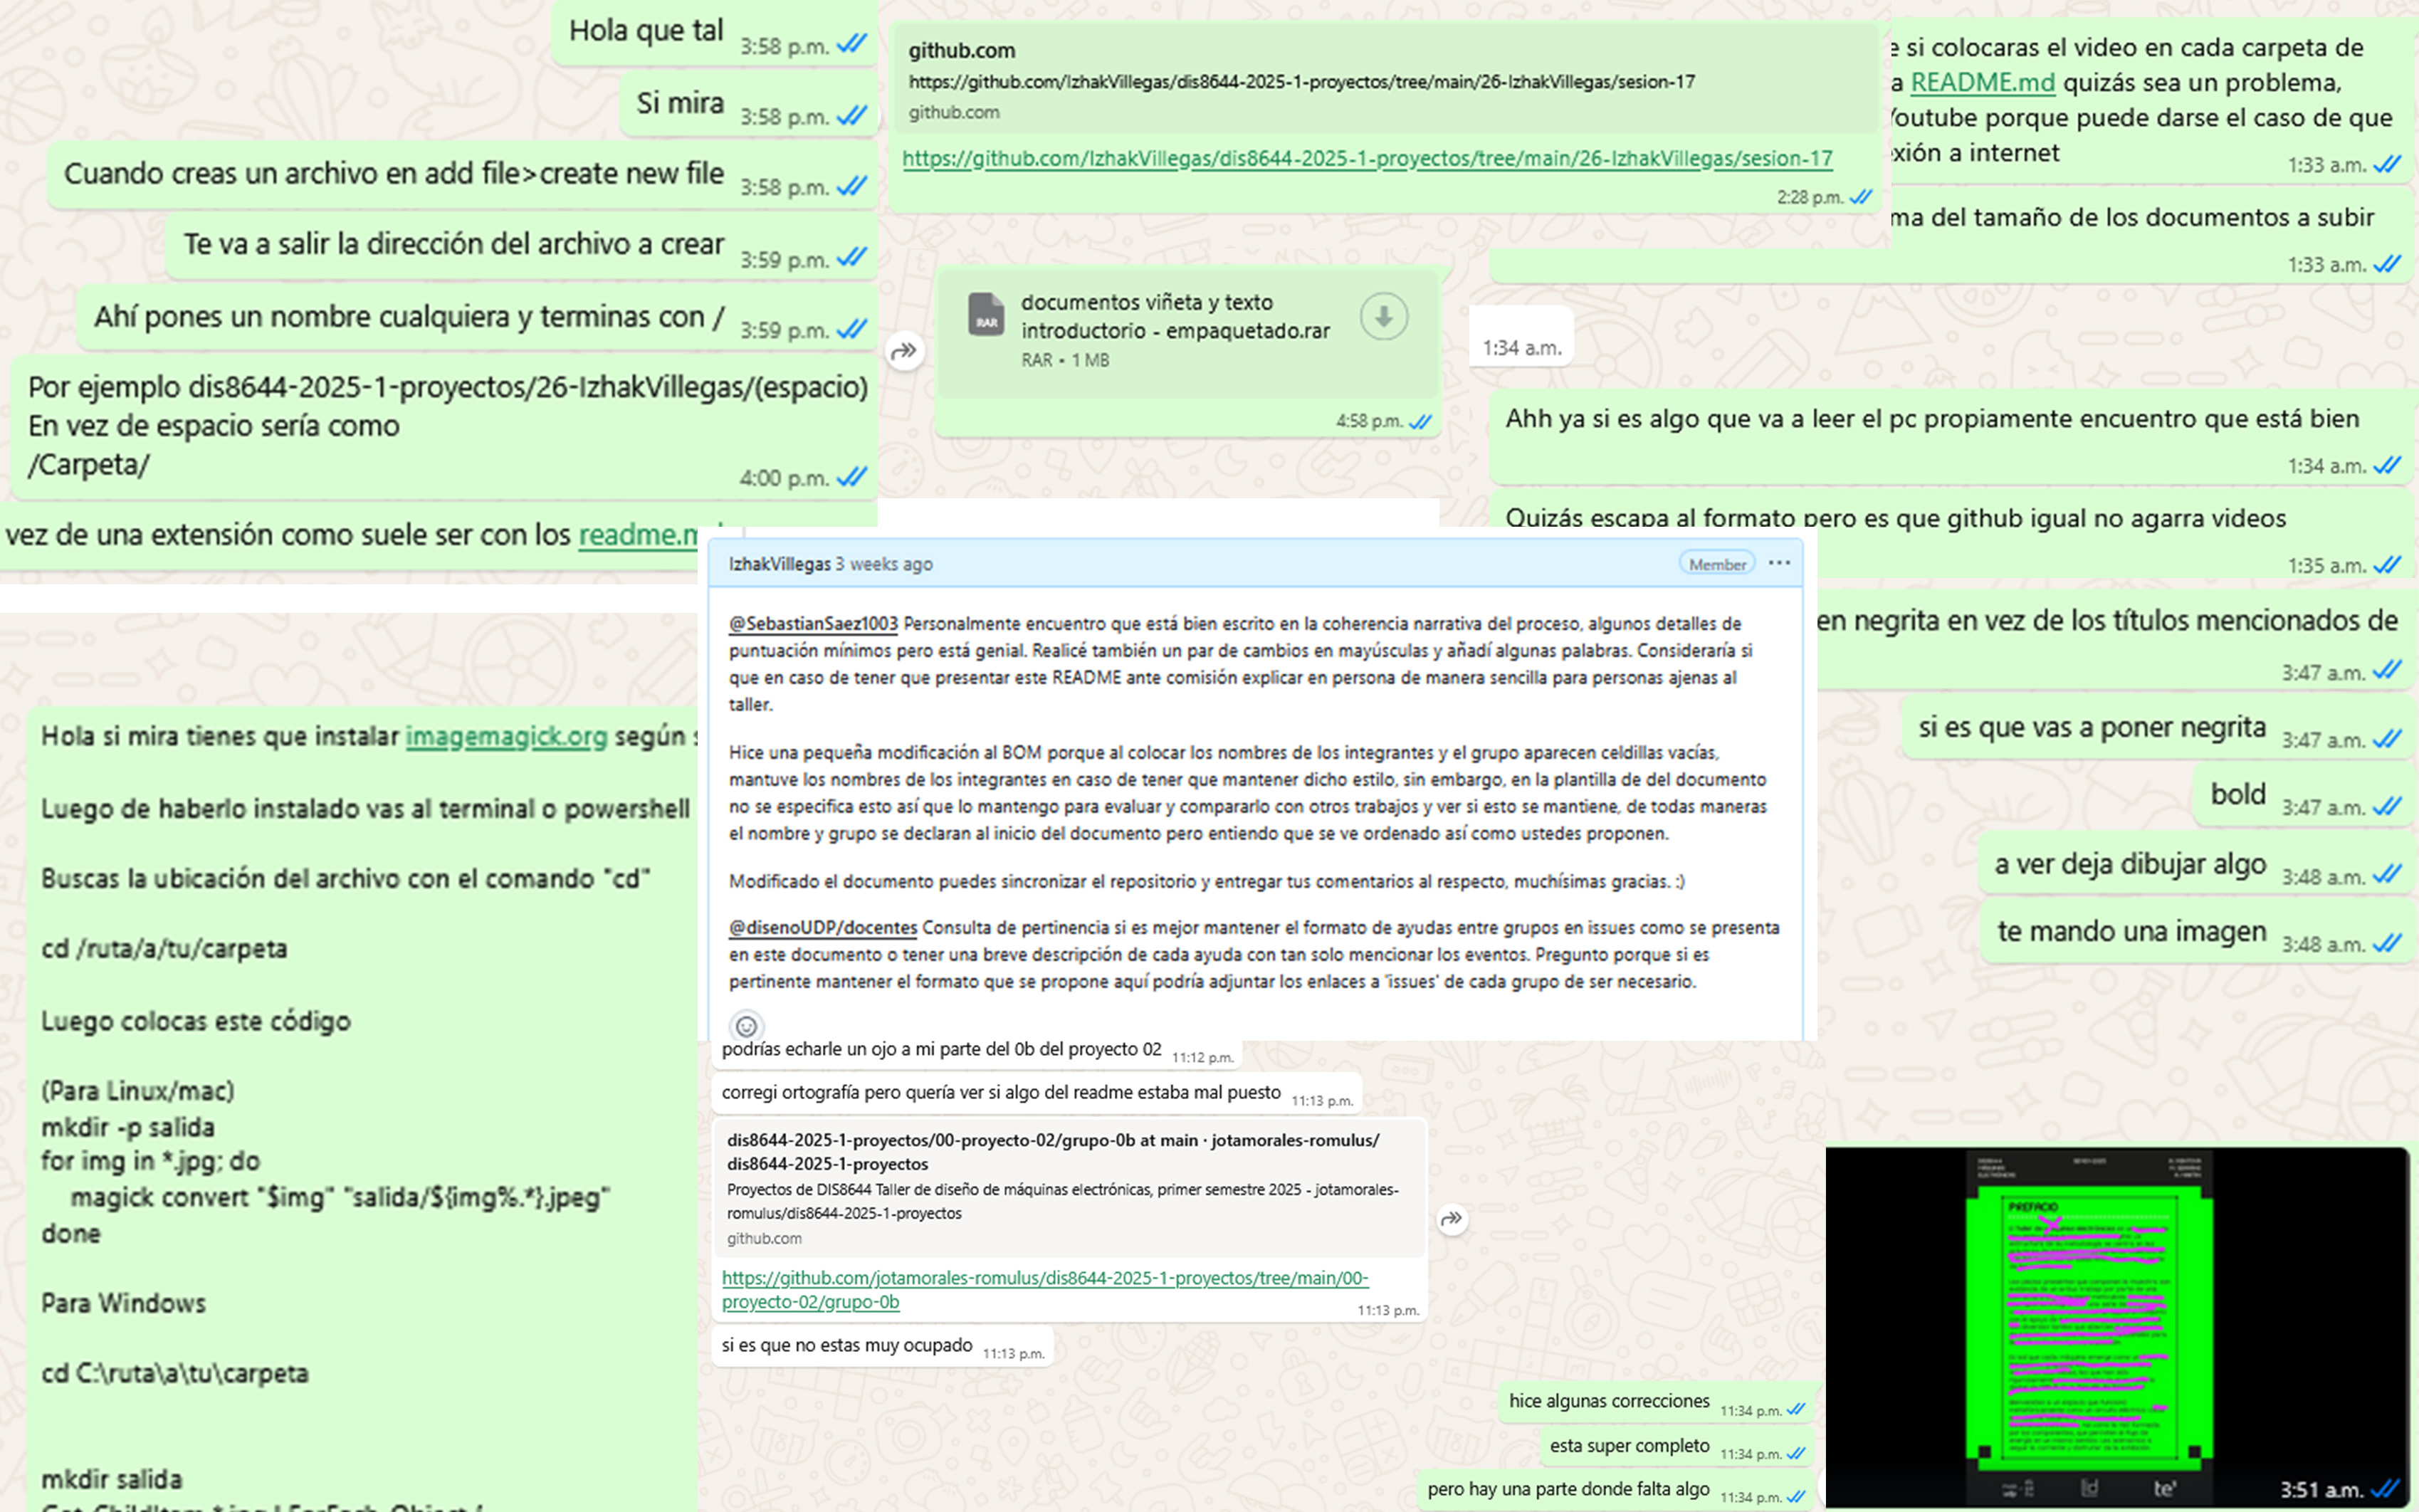 Hola que tal 3:58 p.m.
Si mira 3:58 p.m.
Cuando creas un archivo en add file>create new file 3:58 p.m.
Te va a salir la dirección del archivo a crear 3:59 p.m.
Ahí pones un nombre cualquiera y terminas con / 3:59 p.m.
Por ejemplo dis8644-2025-1-proyectos/26-IzhakVillegas/(espacio)
En vez de espacio sería como
/Carpeta/
4:00 p.m.
vez de una extensión como suele ser con los readme.m
github.com
https://github.com/IzhakVillegas/dis8644-2025-1-proyectos/tree/main/26-IzhakVillegas/sesion-17
github.com
https://github.com/IzhakVillegas/dis8644-2025-1-proyectos/tree/main/26-IzhakVillegas/sesion-17
2:28 p.m.
RAR
documentos viñeta y texto
introductorio - empaquetado.rar
RAR • 1 MB
4:58 p.m.
e si colocaras el video en cada carpeta de
a README.md quizás sea un problema,
Youtube porque puede darse el caso de que
xión a internet
1:33 a.m.
ma del tamaño de los documentos a subir
1:33 a.m.
1:34 a.m.
Ahh ya si es algo que va a leer el pc propiamente encuentro que está bien
1:34 a.m.
Quizás escapa al formato pero es que github igual no agarra videos
1:35 a.m.
Hola si mira tienes que instalar imagemagick.org según
Luego de haberlo instalado vas al terminal o powershell
Buscas la ubicación del archivo con el comando "cd"
cd /ruta/a/tu/carpeta
Luego colocas este código
(Para Linux/mac)
mkdir -p salida
for img in *.jpg; do
magick convert "$img" "salida/${img%.*}.jpeg"
done
Para Windows
cd C:\ruta\a\tu\carpeta
mkdir salida
IzhakVillegas 3 weeks ago
Member
@SebastianSaez1003 Personalmente encuentro que está bien escrito en la coherencia narrativa del proceso, algunos detalles de
puntuación mínimos pero está genial. Realicé también un par de cambios en mayúsculas y añadí algunas palabras. Consideraría si
que en caso de tener que presentar este README ante comisión explicar en persona de manera sencilla para personas ajenas al
taller.
Hice una pequeña modificación al BOM porque al colocar los nombres de los integrantes y el grupo aparecen celdillas vacías,
mantuve los nombres de los integrantes en caso de tener que mantener dicho estilo, sin embargo, en la plantilla de del documento
no se especifica esto así que lo mantengo para evaluar y compararlo con otros trabajos y ver si esto se mantiene, de todas maneras
el nombre y grupo se declaran al inicio del documento pero entiendo que se ve ordenado así como ustedes proponen.
Modificado el documento puedes sincronizar el repositorio y entregar tus comentarios al respecto, muchísimas gracias. :)
@disenoUDP/docentes Consulta de pertinencia si es mejor mantener el formato de ayudas entre grupos en issues como se presenta
en este documento o tener una breve descripción de cada ayuda con tan solo mencionar los eventos. Pregunto porque si es
pertinente mantener el formato que se propone aquí podría adjuntar los enlaces a 'issues' de cada grupo de ser necesario.
podrías echarle un ojo a mi parte del 0b del proyecto 02 11:12 p.m.
corregi ortografía pero quería ver si algo del readme estaba mal puesto 11:13 p.m.
dis8644-2025-1-proyectos/00-proyecto-02/grupo-0b at main · jotamorales-romulus/
dis8644-2025-1-proyectos
Proyectos de DIS8644 Taller de diseño de máquinas electrónicas, primer semestre 2025 - jotamorales-
romulus/dis8644-2025-1-proyectos
github.com
https://github.com/jotamorales-romulus/dis8644-2025-1-proyectos/tree/main/00-
proyecto-02/grupo-0b
11:13 p.m.
si es que no estas muy ocupado 11:13 p.m.
hice algunas correcciones 11:34 p.m.
esta super completo 11:34 p.m.
pero hay una parte donde falta algo 11:34 p.m.
en negrita en vez de los títulos mencionados de
3:47 a.m.
si es que vas a poner negrita 3:47 a.m.
bold 3:47 a.m.
a ver deja dibujar algo 3:48 a.m.
te mando una imagen 3:48 a.m.
PREFACIO
3:51 a.m.